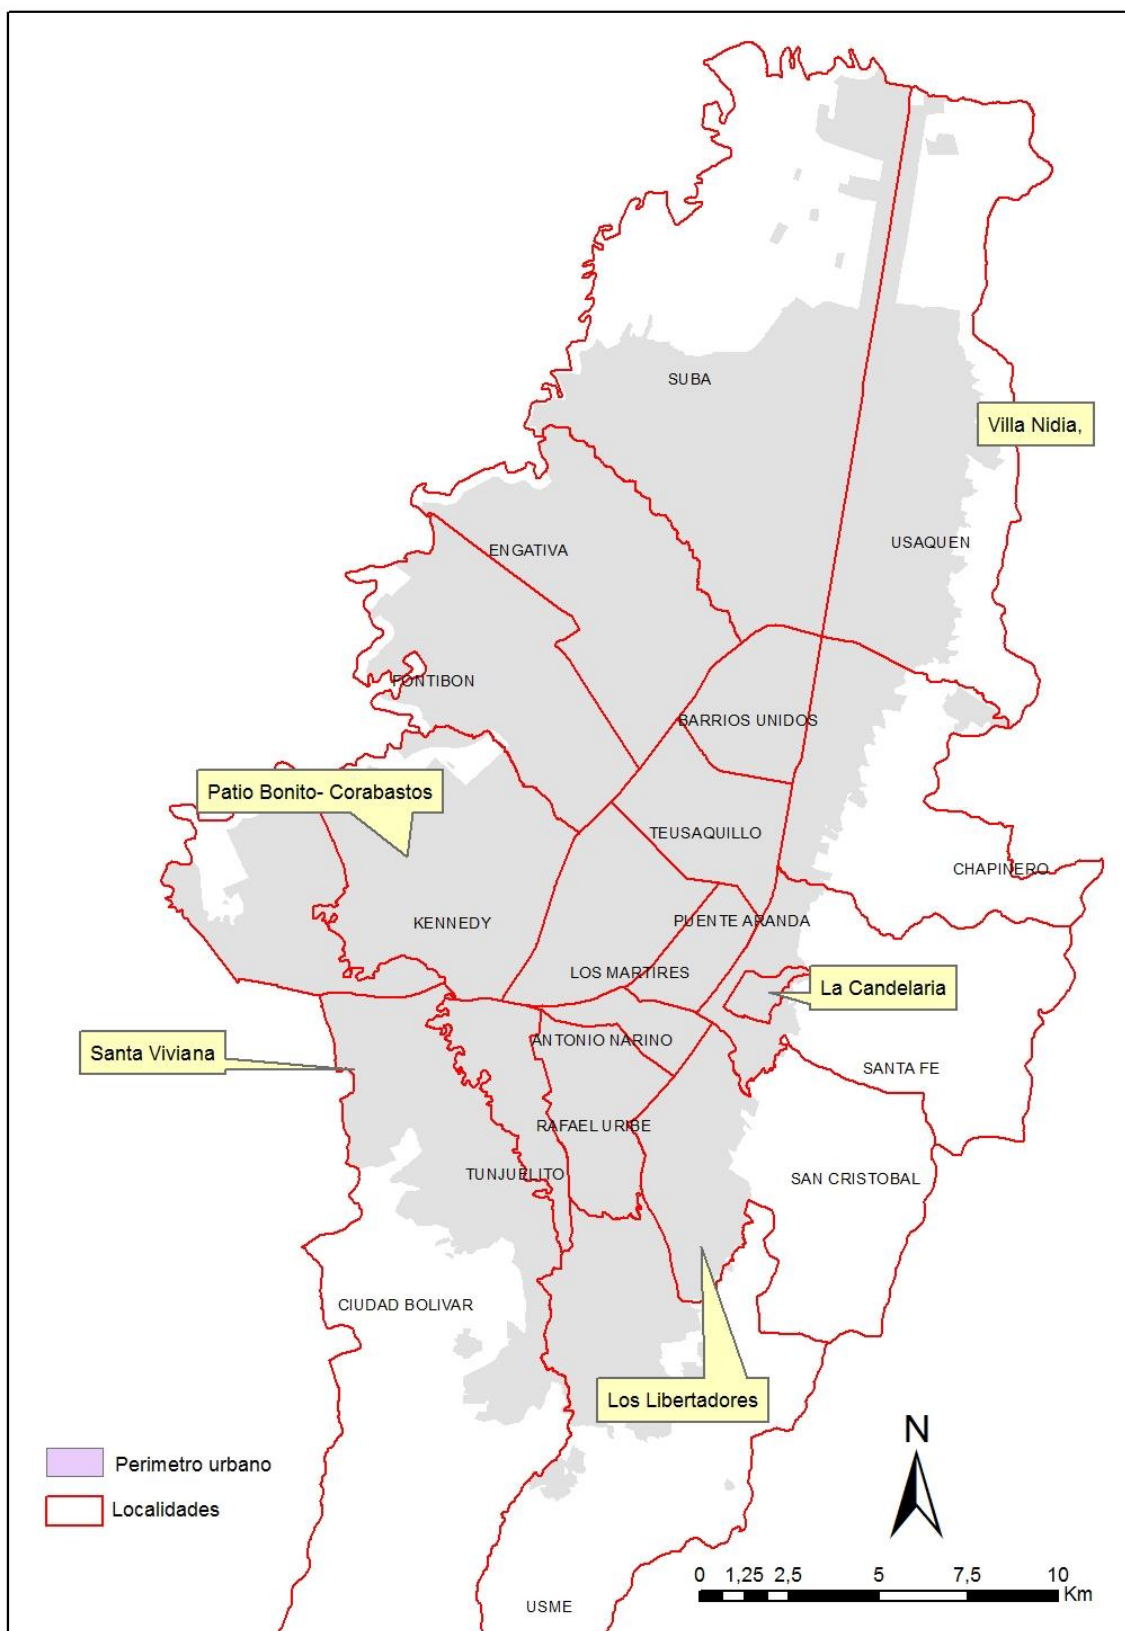 SUBA
Villa Nidia,
USAQUEN
ENGATIVA
FONTIBON
BARRIOS UNIDOS
Patio Bonito- Corabastos
TEUSAQUILLO
CHAPINERO
KENNEDY
PUENTE ARANDA
LOS MARTIRES
La Candelaria
ANTONIO NARINO
Santa Viviana
SANTA FE
RAFAEL URIBE
TUNJUELITO
SAN CRISTOBAL
CIUDAD BOLIVAR
Los Libertadores
N
Perimetro urbano
Localidades
0 1,25 2,5 5 7,5 10
Km
USME